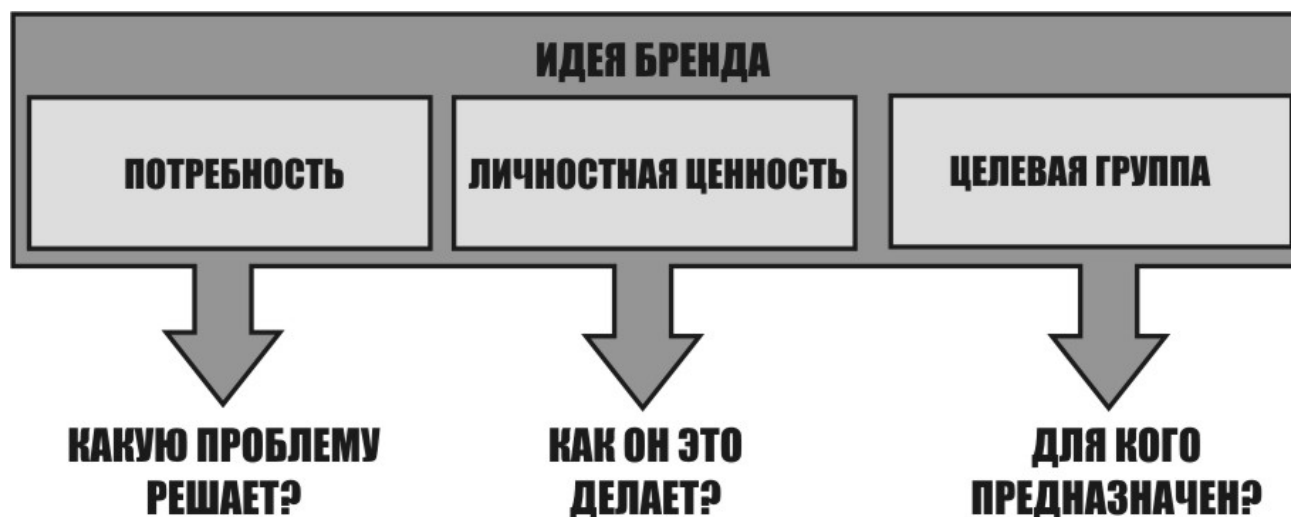 ИДЕЯ БРЕНДА
ПОТРЕБНОСТЬ
ЛИЧНОСТНАЯ ЦЕННОСТЬ
ЦЕЛЕВАЯ ГРУППА
КАКУЮ ПРОБЛЕМУ
РЕШАЕТ?
КАК ОН ЭТО
ДЕЛАЕТ?
ДЛЯ КОГО
ПРЕДНАЗНАЧЕН?